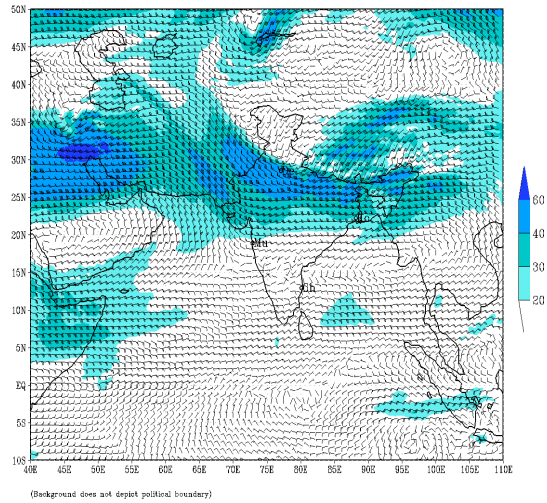 50N
45N
40N
35N
30N
25N
20N
15N
10N
5N
EQ
5S
10S
40E 45E 50E 55E 60E 65E 70E 75E 80E 85E 90E 95E 100E 105E 110E
Mu
60
40
30
20
(Background does not depict political boundary)